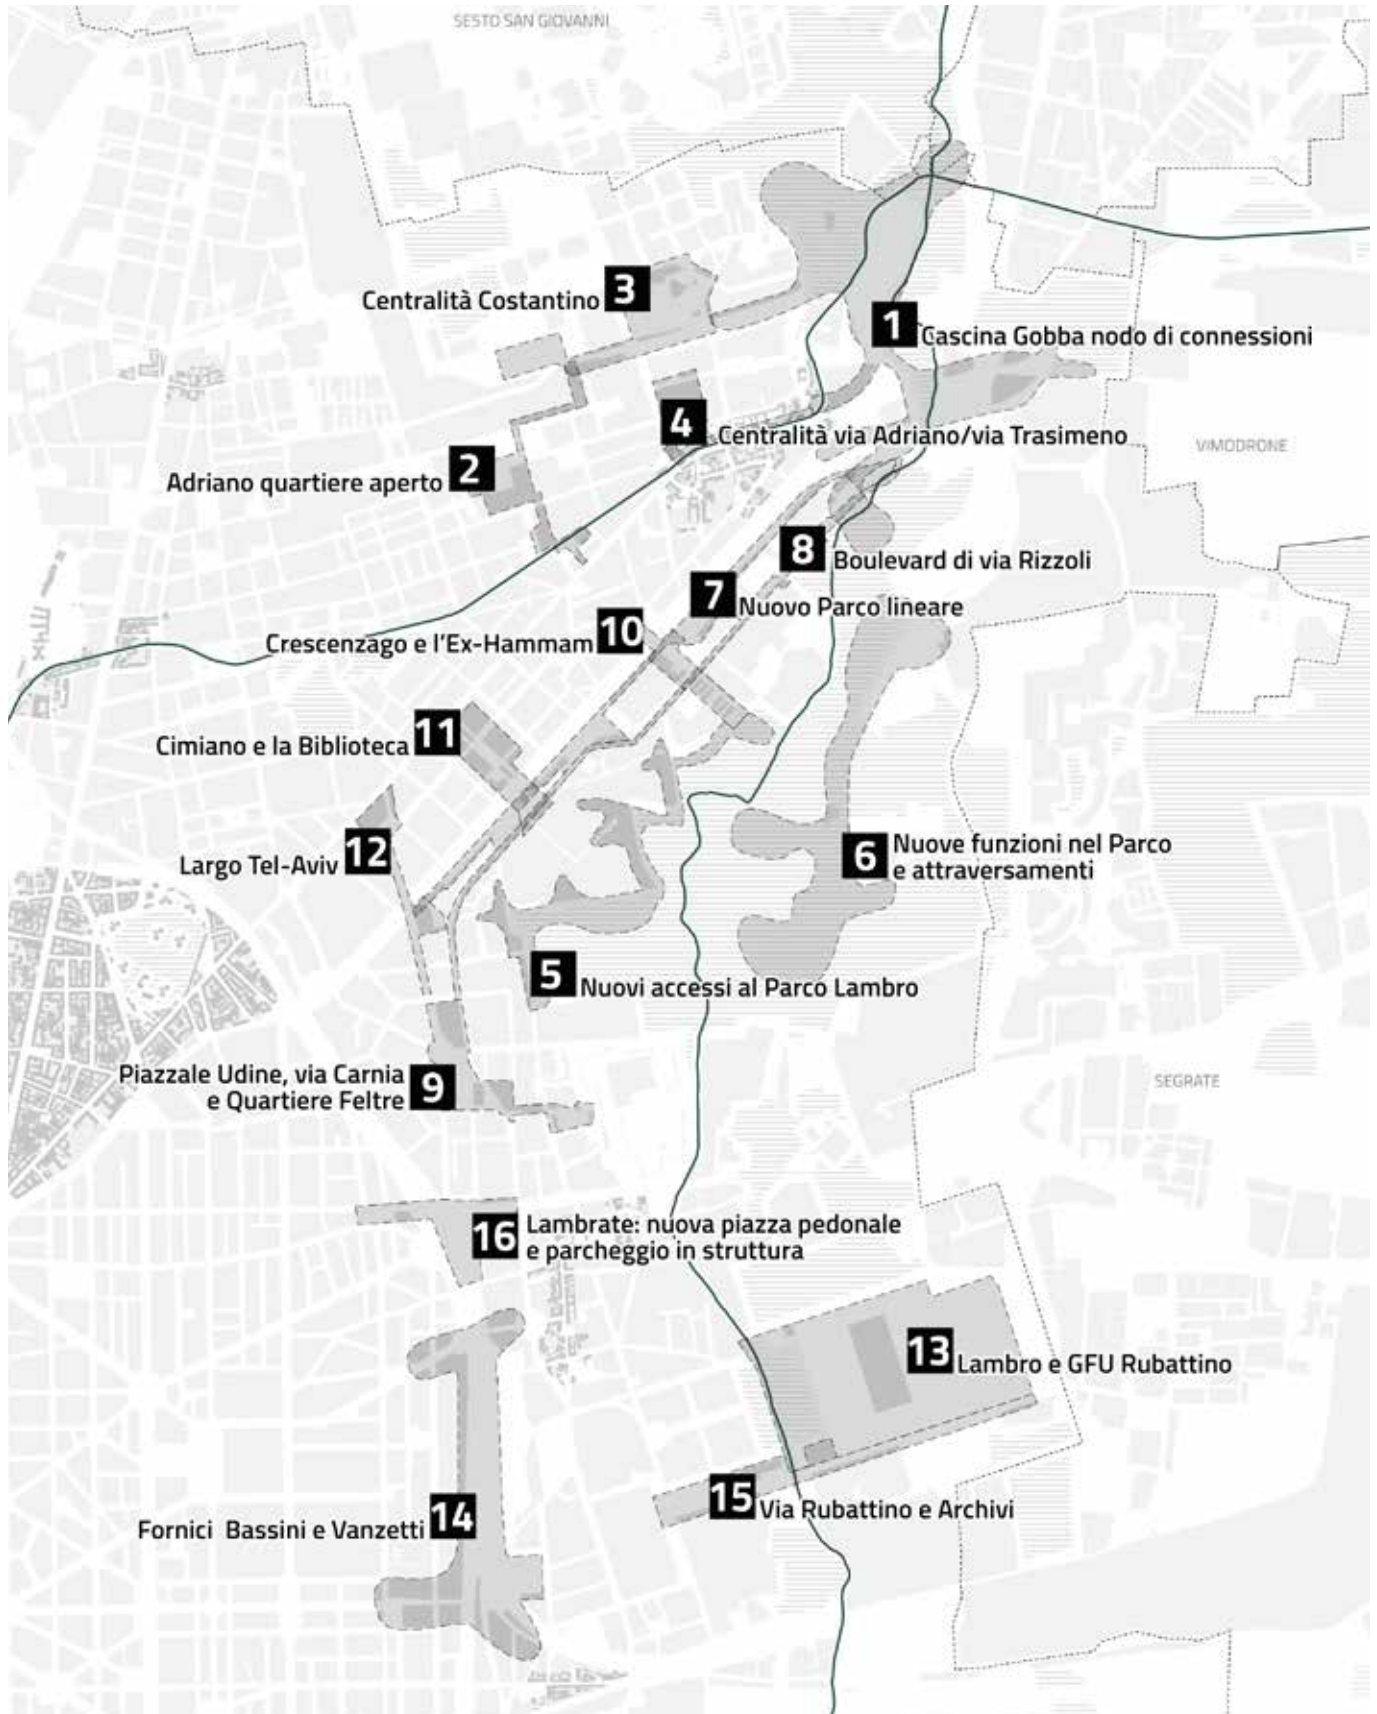 SESTO SAN GIOVANNI
3
Centralità Costantino
1
Cascina Gobba nodo di connessioni
4
Centralità via Adriano/via Trasimeno
VIMODRONE
2
Adriano quartiere aperto
8
Boulevard di via Rizzoli
7
Nuovo Parco lineare
10
Crescenzago e l'Ex-Hammam
11
Cimiano e la Biblioteca
12
Largo Tel-Aviv
6
Nuove funzioni nel Parco
e attraversamenti
5
Nuovi accessi al Parco Lambro
9
Piazzale Udine, via Carnia
e Quartiere Feltre
SEGRATE
16
Lambrate: nuova piazza pedonale
e parcheggio in struttura
13
Lambro e GFU Rubattino
15
Via Rubattino e Archivi
14
Fornici Bassini e Vanzetti